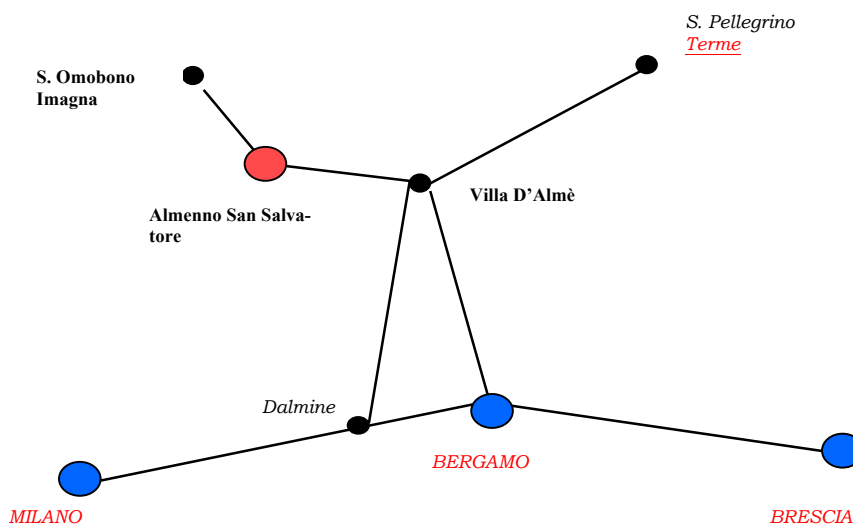 S. Pellegrino
Terme
S. Omobono
Imagna
Villa D’Almè
Almenno San Salva-
tore
Dalmine
BERGAMO
MILANO
BRESCIA